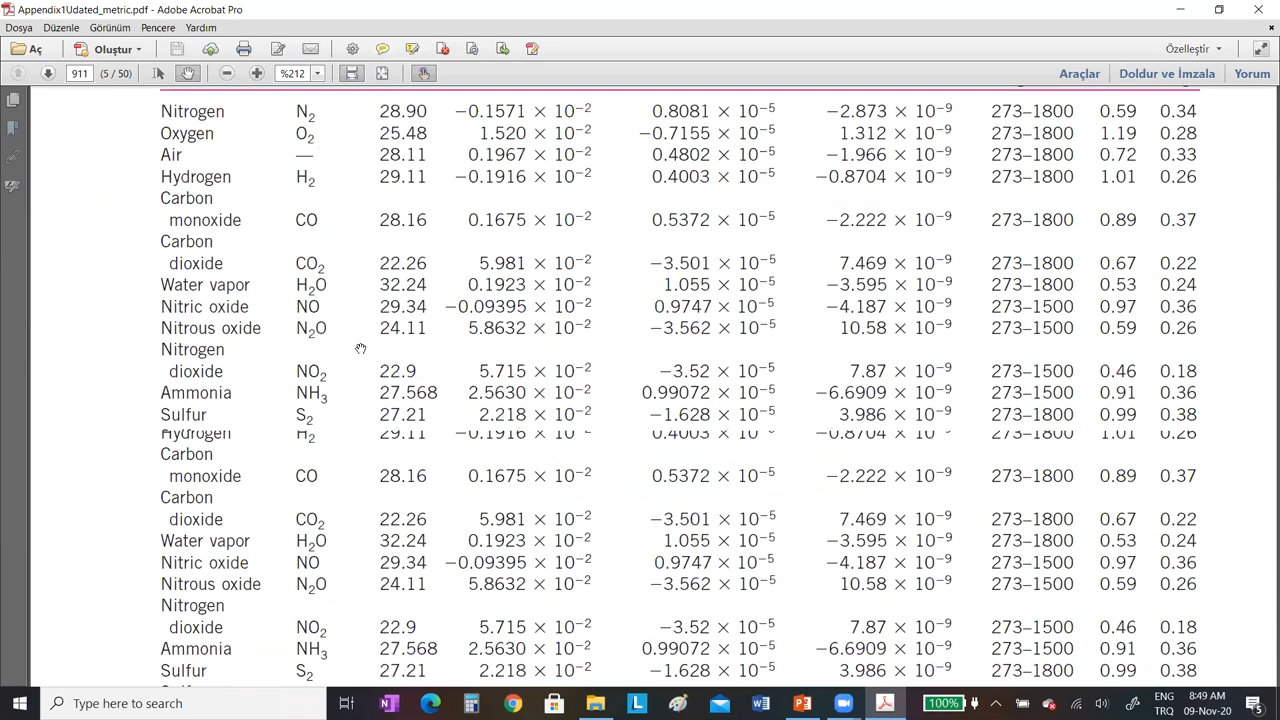 Appendix1Udated_metric.pdf - Adobe Acrobat Pro
Dosya Düzenle Görünüm Pencere Yardım
Aç Oluştur Özelleştir
911 (5 / 50) %212 Araçlar Doldur ve İmzala Yorum
Nitrogen N₂ 28.90 −0.1571 × 10⁻² 0.8081 × 10⁻⁵ −2.873 × 10⁻⁹ 273–1800 0.59 0.34
Oxygen O₂ 25.48 1.520 × 10⁻² −0.7155 × 10⁻⁵ 1.312 × 10⁻⁹ 273–1800 1.19 0.28
Air — 28.11 0.1967 × 10⁻² 0.4802 × 10⁻⁵ −1.966 × 10⁻⁹ 273–1800 0.72 0.33
Hydrogen H₂ 29.11 −0.1916 × 10⁻² 0.4003 × 10⁻⁵ −0.8704 × 10⁻⁹ 273–1800 1.01 0.26
Carbon
monoxide CO 28.16 0.1675 × 10⁻² 0.5372 × 10⁻⁵ −2.222 × 10⁻⁹ 273–1800 0.89 0.37
Carbon
dioxide CO₂ 22.26 5.981 × 10⁻² −3.501 × 10⁻⁵ 7.469 × 10⁻⁹ 273–1800 0.67 0.22
Water vapor H₂O 32.24 0.1923 × 10⁻² 1.055 × 10⁻⁵ −3.595 × 10⁻⁹ 273–1800 0.53 0.24
Nitric oxide NO 29.34 −0.09395 × 10⁻² 0.9747 × 10⁻⁵ −4.187 × 10⁻⁹ 273–1500 0.97 0.36
Nitrous oxide N₂O 24.11 5.8632 × 10⁻² −3.562 × 10⁻⁵ 10.58 × 10⁻⁹ 273–1500 0.59 0.26
Nitrogen
dioxide NO₂ 22.9 5.715 × 10⁻² −3.52 × 10⁻⁵ 7.87 × 10⁻⁹ 273–1500 0.46 0.18
Ammonia NH₃ 27.568 2.5630 × 10⁻² 0.99072 × 10⁻⁵ −6.6909 × 10⁻⁹ 273–1500 0.91 0.36
Sulfur S₂ 27.21 2.218 × 10⁻² −1.628 × 10⁻⁵ 3.986 × 10⁻⁹ 273–1800 0.99 0.38
Hydrogen H₂ 29.11 −0.1916 × 10⁻² 0.4003 × 10⁻⁵ −0.8704 × 10⁻⁹ 273–1800 1.01 0.26
Carbon
monoxide CO 28.16 0.1675 × 10⁻² 0.5372 × 10⁻⁵ −2.222 × 10⁻⁹ 273–1800 0.89 0.37
Carbon
dioxide CO₂ 22.26 5.981 × 10⁻² −3.501 × 10⁻⁵ 7.469 × 10⁻⁹ 273–1800 0.67 0.22
Water vapor H₂O 32.24 0.1923 × 10⁻² 1.055 × 10⁻⁵ −3.595 × 10⁻⁹ 273–1800 0.53 0.24
Nitric oxide NO 29.34 −0.09395 × 10⁻² 0.9747 × 10⁻⁵ −4.187 × 10⁻⁹ 273–1500 0.97 0.36
Nitrous oxide N₂O 24.11 5.8632 × 10⁻² −3.562 × 10⁻⁵ 10.58 × 10⁻⁹ 273–1500 0.59 0.26
Nitrogen
dioxide NO₂ 22.9 5.715 × 10⁻² −3.52 × 10⁻⁵ 7.87 × 10⁻⁹ 273–1500 0.46 0.18
Ammonia NH₃ 27.568 2.5630 × 10⁻² 0.99072 × 10⁻⁵ −6.6909 × 10⁻⁹ 273–1500 0.91 0.36
Sulfur S₂ 27.21 2.218 × 10⁻² −1.628 × 10⁻⁵ 3.986 × 10⁻⁹ 273–1800 0.99 0.38
Type here to search 100% ENG 8:49 AM
TRQ 09-Nov-20 5